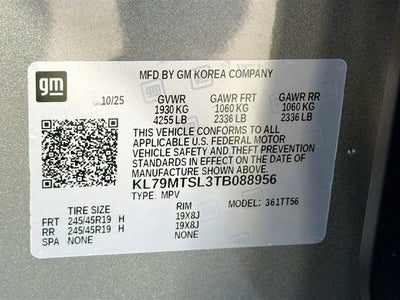 gm
MFD BY GM KOREA COMPANY
10/25 GVWR GAWR FRT GAWR RR
1930 KG 1060 KG 1060 KG
4255 LB 2336 LB 2336 LB
THIS VEHICLE CONFORMS TO ALL
APPLICABLE U.S. FEDERAL MOTOR
VEHICLE SAFETY AND THEFT PREVENTION
STANDARDS IN EFFECT ON THE DATE OF
MANUFACTURE SHOWN ABOVE.
KL79MTSL3TB088956
TYPE: MPV MODEL: 361TT56
TIRE SIZE RIM
FRT 245/45R19 H 19X8J
RR 245/45R19 H 19X8J
SPA NONE NONE